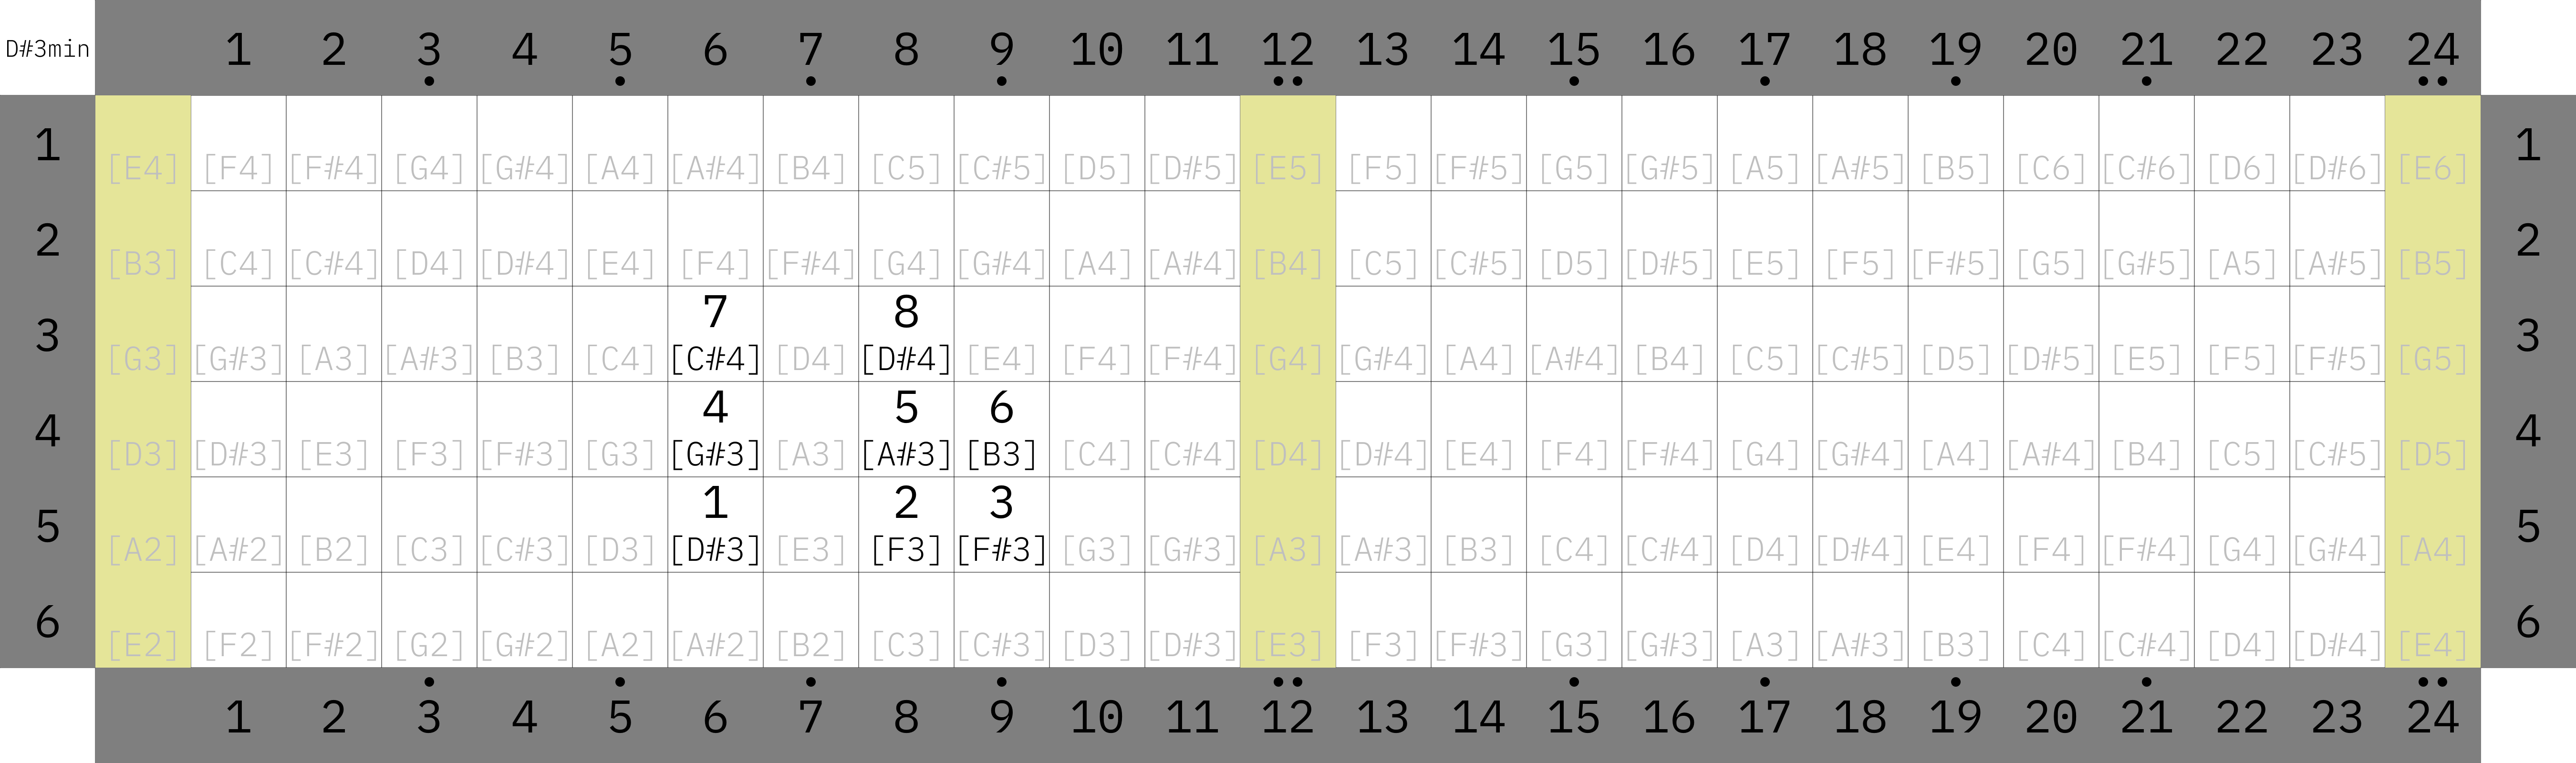 D#3min 1 2 3 4 5 6 7 8 9 10 11 12 13 14 15 16 17 18 19 20 21 22 23 24
1 [E4] [F4] [F#4] [G4] [G#4] [A4] [A#4] [B4] [C5] [C#5] [D5] [D#5] [E5] [F5] [F#5] [G5] [G#5] [A5] [A#5] [B5] [C6] [C#6] [D6] [D#6] [E6] 1
2 [B3] [C4] [C#4] [D4] [D#4] [E4] [F4] [F#4] [G4] [G#4] [A4] [A#4] [B4] [C5] [C#5] [D5] [D#5] [E5] [F5] [F#5] [G5] [G#5] [A5] [A#5] [B5] 2
7 8
3 [G3] [G#3] [A3] [A#3] [B3] [C4] [C#4] [D4] [D#4] [E4] [F4] [F#4] [G4] [G#4] [A4] [A#4] [B4] [C5] [C#5] [D5] [D#5] [E5] [F5] [F#5] [G5] 3
4 5 6
4 [D3] [D#3] [E3] [F3] [F#3] [G3] [G#3] [A3] [A#3] [B3] [C4] [C#4] [D4] [D#4] [E4] [F4] [F#4] [G4] [G#4] [A4] [A#4] [B4] [C5] [C#5] [D5] 4
1 2 3
5 [A2] [A#2] [B2] [C3] [C#3] [D3] [D#3] [E3] [F3] [F#3] [G3] [G#3] [A3] [A#3] [B3] [C4] [C#4] [D4] [D#4] [E4] [F4] [F#4] [G4] [G#4] [A4] 5
6 [E2] [F2] [F#2] [G2] [G#2] [A2] [A#2] [B2] [C3] [C#3] [D3] [D#3] [E3] [F3] [F#3] [G3] [G#3] [A3] [A#3] [B3] [C4] [C#4] [D4] [D#4] [E4] 6
1 2 3 4 5 6 7 8 9 10 11 12 13 14 15 16 17 18 19 20 21 22 23 24